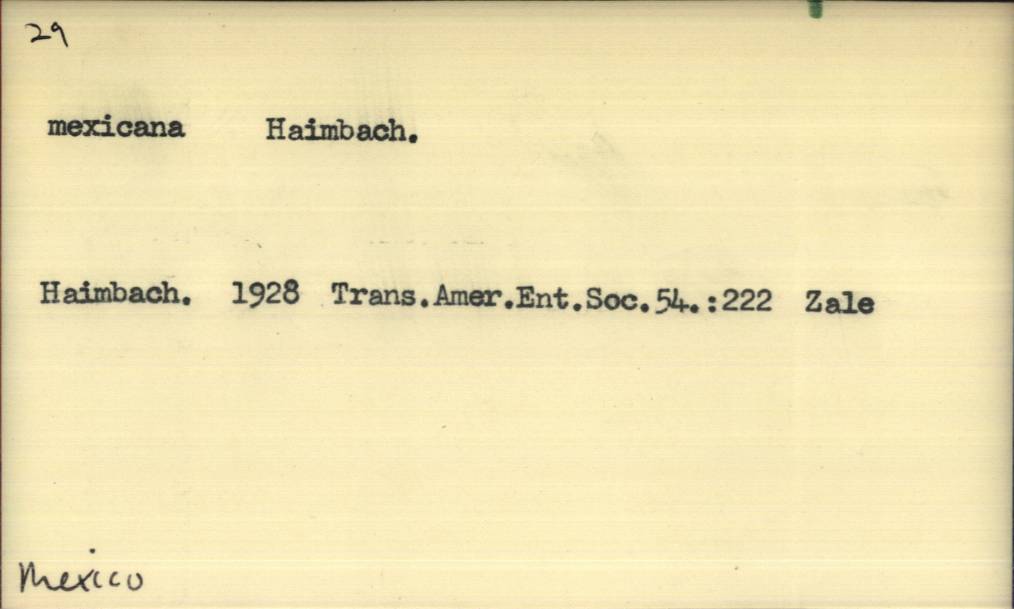 29
mexicana Haimbach.
Haimbach. 1928 Trans.Amer.Ent.Soc.54.:222 Zale
Mexico